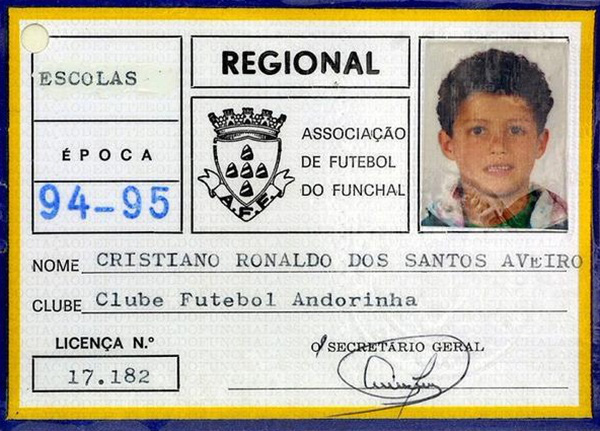 ESCOLAS
REGIONAL
ÉPOCA
94-95
ASSOCIAÇÃO
DE FUTEBOL
DO FUNCHAL
A.F.F.
NOME CRISTIANO RONALDO DOS SANTOS AVEIRO
CLUBE: Clube Futebol Andorinha
LICENÇA N.º
17.182
O SECRETÁRIO GERAL